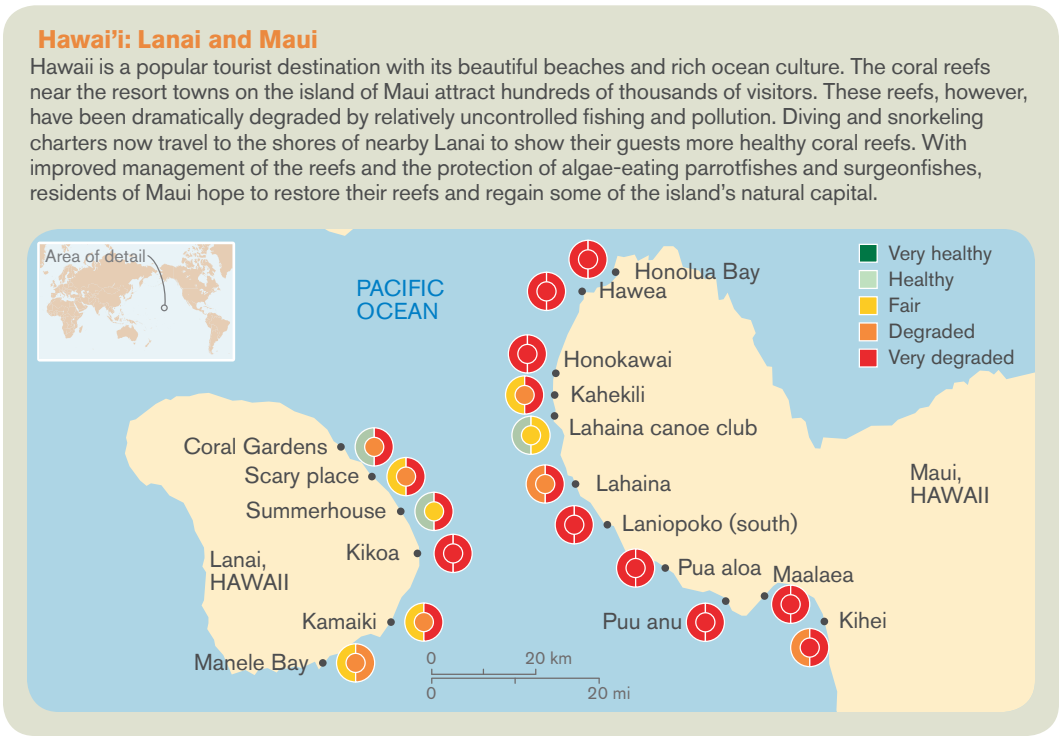 Hawai'i: Lanai and Maui
Hawaii is a popular tourist destination with its beautiful beaches and rich ocean culture. The coral reefs
near the resort towns on the island of Maui attract hundreds of thousands of visitors. These reefs, however,
have been dramatically degraded by relatively uncontrolled fishing and pollution. Diving and snorkeling
charters now travel to the shores of nearby Lanai to show their guests more healthy coral reefs. With
improved management of the reefs and the protection of algae-eating parrotfishes and surgeonfishes,
residents of Maui hope to restore their reefs and regain some of the island's natural capital.
Area of detail
PACIFIC
OCEAN
Very healthy
Healthy
Fair
Degraded
Very degraded
Honolua Bay
Hawea
Honokawai
Kahekili
Lahaina canoe club
Lahaina
Laniopoko (south)
Pua aloa
Maalaea
Puu anu
Kihei
Maui,
HAWAII
Coral Gardens
Scary place
Summerhouse
Kikoa
Lanai,
HAWAII
Kamaiki
Manele Bay
0 20 km
0 20 mi